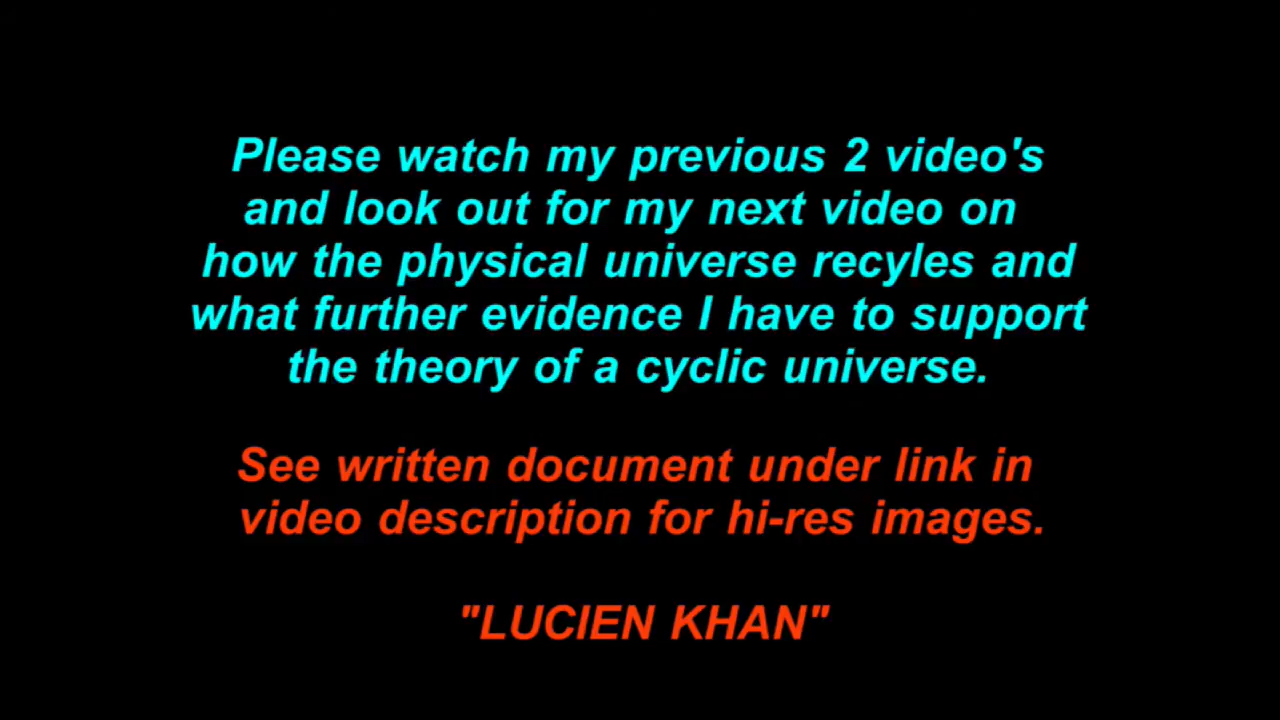 Please watch my previous 2 video's
and look out for my next video on
how the physical universe recyles and
what further evidence I have to support
the theory of a cyclic universe.
See written document under link in
video description for hi-res images.
"LUCIEN KHAN"